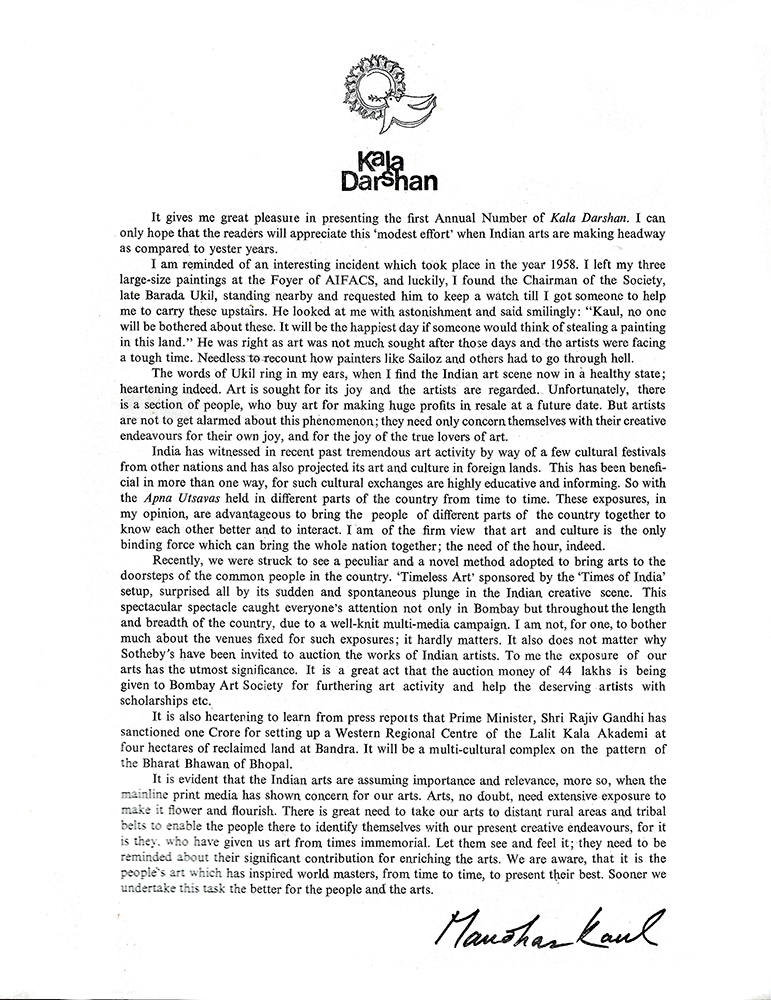 Kala
Darshan
It gives me great pleasure in presenting the first Annual Number of Kala Darshan. I can
only hope that the readers will appreciate this ‘modest effort’ when Indian arts are making headway
as compared to yester years.
I am reminded of an interesting incident which took place in the year 1958. I left my three
large-size paintings at the Foyer of AIFACS, and luckily, I found the Chairman of the Society,
late Barada Ukil, standing nearby and requested him to keep a watch till I got someone to help
me to carry these upstairs. He looked at me with astonishment and said smilingly: “Kaul, no one
will be bothered about these. It will be the happiest day if someone would think of stealing a painting
in this land.” He was right as art was not much sought after those days and the artists were facing
a tough time. Needless to recount how painters like Sailoz and others had to go through hell.
The words of Ukil ring in my ears, when I find the Indian art scene now in a healthy state;
heartening indeed. Art is sought for its joy and the artists are regarded. Unfortunately, there
is a section of people, who buy art for making huge profits in resale at a future date. But artists
are not to get alarmed about this phenomenon; they need only concern themselves with their creative
endeavours for their own joy, and for the joy of the true lovers of art.
India has witnessed in recent past tremendous art activity by way of a few cultural festivals
from other nations and has also projected its art and culture in foreign lands. This has been benefi-
cial in more than one way, for such cultural exchanges are highly educative and informing. So with
the Apna Utsavas held in different parts of the country from time to time. These exposures, in
my opinion, are advantageous to bring the people of different parts of the country together to
know each other better and to interact. I am of the firm view that art and culture is the only
binding force which can bring the whole nation together; the need of the hour, indeed.
Recently, we were struck to see a peculiar and a novel method adopted to bring arts to the
doorsteps of the common people in the country. ‘Timeless Art’ sponsored by the ‘Times of India’
setup, surprised all by its sudden and spontaneous plunge in the Indian creative scene. This
spectacular spectacle caught everyone’s attention not only in Bombay but throughout the length
and breadth of the country, due to a well-knit multi-media campaign. I am not, for one, to bother
much about the venues fixed for such exposures; it hardly matters. It also does not matter why
Sotheby’s have been invited to auction the works of Indian artists. To me the exposure of our
arts has the utmost significance. It is a great act that the auction money of 44 lakhs is being
given to Bombay Art Society for furthering art activity and help the deserving artists with
scholarships etc.
It is also heartening to learn from press reports that Prime Minister, Shri Rajiv Gandhi has
sanctioned one Crore for setting up a Western Regional Centre of the Lalit Kala Akademi at
four hectares of reclaimed land at Bandra. It will be a multi-cultural complex on the pattern of
the Bharat Bhawan of Bhopal.
It is evident that the Indian arts are assuming importance and relevance, more so, when the
mainline print media has shown concern for our arts. Arts, no doubt, need extensive exposure to
make it flower and flourish. There is great need to take our arts to distant rural areas and tribal
belts to enable the people there to identify themselves with our present creative endeavours, for it
is they, who have given us art from times immemorial. Let them see and feel it; they need to be
reminded about their significant contribution for enriching the arts. We are aware, that it is the
people’s art which has inspired world masters, from time to time, to present their best. Sooner we
undertake this task the better for the people and the arts.
Manohar Kaul